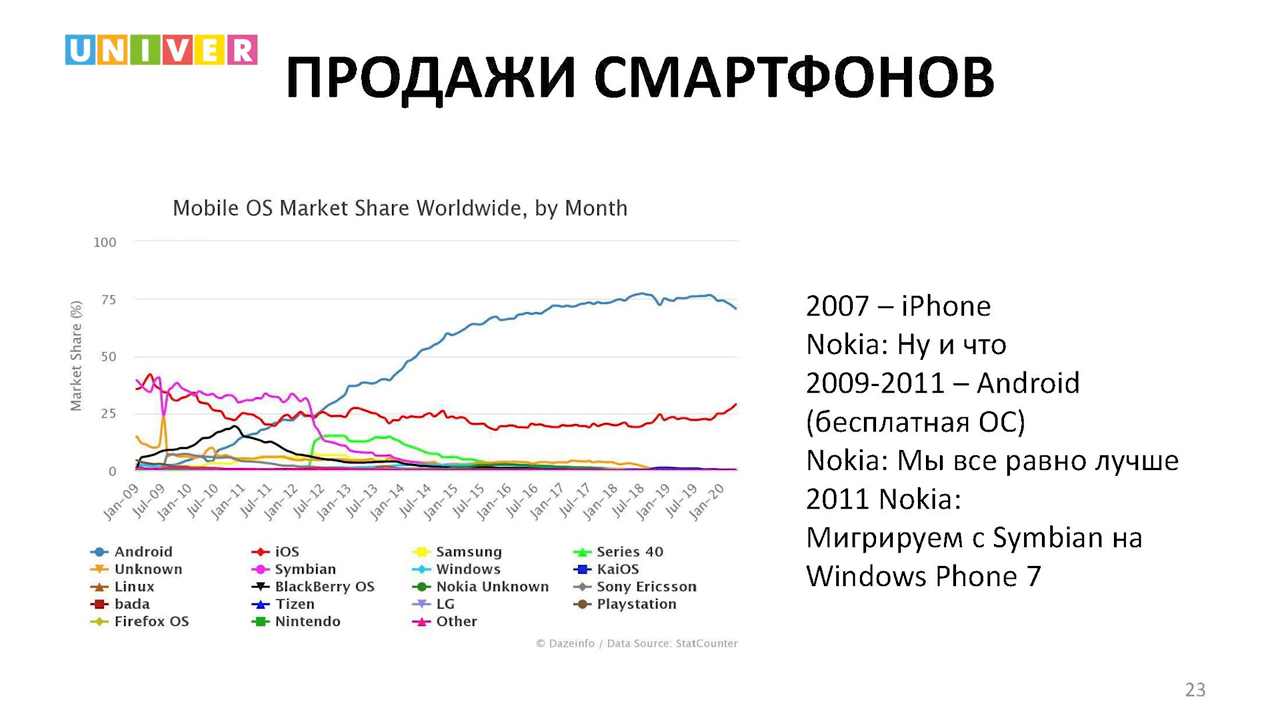 UNIVER
ПРОДАЖИ СМАРТФОНОВ
Mobile OS Market Share Worldwide, by Month
Market Share (%)
100
75
50
25
0
Jan-09
Jul-09
Jan-10
Jul-10
Jan-11
Jul-11
Jan-12
Jul-12
Jan-13
Jul-13
Jan-14
Jul-14
Jan-15
Jul-15
Jan-16
Jul-16
Jan-17
Jul-17
Jan-18
Jul-18
Jan-19
Jul-19
Jan-20
Android iOS Samsung Series 40
Unknown Symbian Windows KaiOS
Linux BlackBerry OS Nokia Unknown Sony Ericsson
bada Tizen LG Playstation
Firefox OS Nintendo Other
© Dazeinfo / Data Source: StatCounter
2007 – iPhone
Nokia: Ну и что
2009-2011 – Android
(бесплатная ОС)
Nokia: Мы все равно лучше
2011 Nokia:
Мигрируем с Symbian на
Windows Phone 7
23